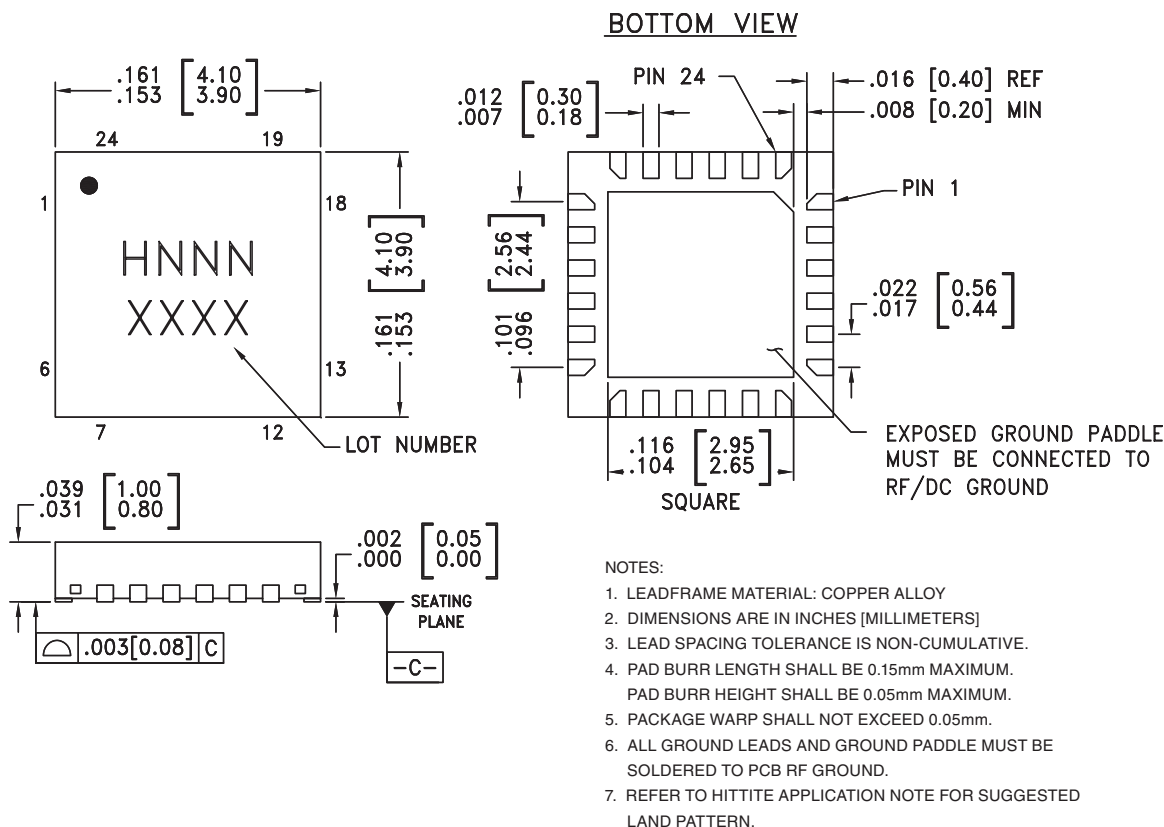 BOTTOM VIEW
.161 [4.10]
.153 [3.90]
24 19
1 18
HNNN
XXXX
6 13
7 12
LOT NUMBER
.161 [4.10]
.153 [3.90]
PIN 24
.016 [0.40] REF
.008 [0.20] MIN
.012 [0.30]
.007 [0.18]
PIN 1
.101 [2.56]
.096 [2.44]
.022 [0.56]
.017 [0.44]
.116 [2.95]
.104 [2.65]
SQUARE
EXPOSED GROUND PADDLE
MUST BE CONNECTED TO
RF/DC GROUND
.039 [1.00]
.031 [0.80]
.002 [0.05]
.000 [0.00]
SEATING
PLANE
.003[0.08] C
-C-
NOTES:
1. LEADFRAME MATERIAL: COPPER ALLOY
2. DIMENSIONS ARE IN INCHES [MILLIMETERS]
3. LEAD SPACING TOLERANCE IS NON-CUMULATIVE.
4. PAD BURR LENGTH SHALL BE 0.15mm MAXIMUM.
PAD BURR HEIGHT SHALL BE 0.05mm MAXIMUM.
5. PACKAGE WARP SHALL NOT EXCEED 0.05mm.
6. ALL GROUND LEADS AND GROUND PADDLE MUST BE
SOLDERED TO PCB RF GROUND.
7. REFER TO HITTITE APPLICATION NOTE FOR SUGGESTED
LAND PATTERN.